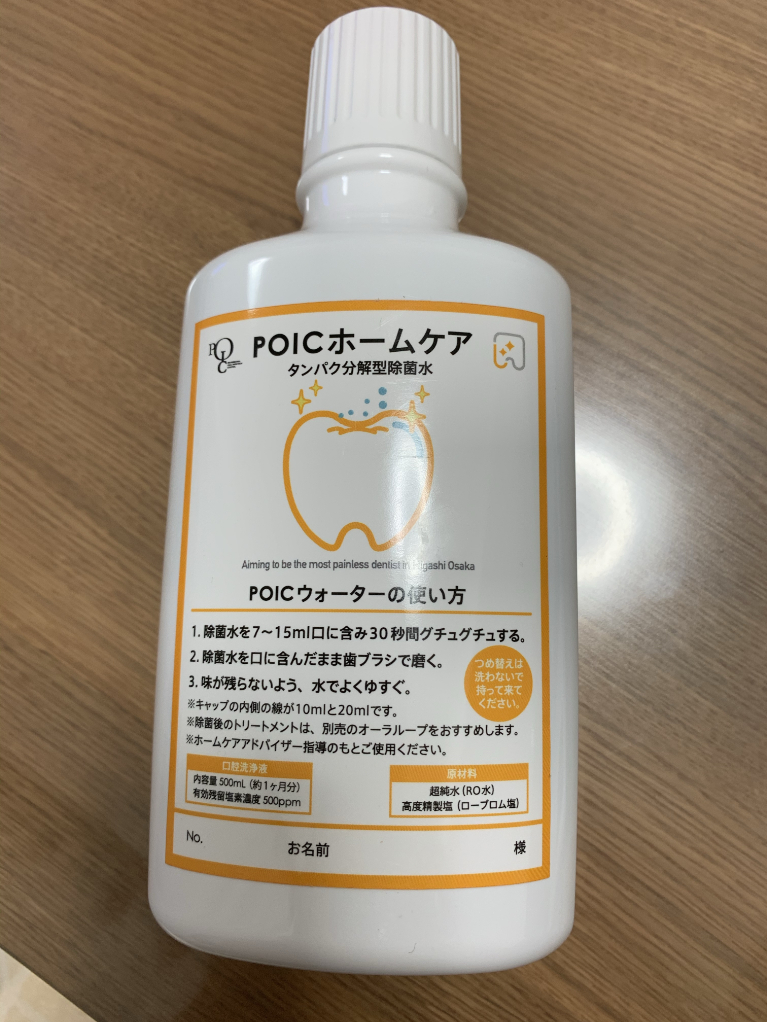 POIC
POICホームケア
タンパク分解型除菌水
Aiming to be the most painless dentist in Higashi Osaka
POICウォーターの使い方
1. 除菌水を7〜15ml口に含み30秒間グチュグチュする。
2. 除菌水を口に含んだまま歯ブラシで磨く。
3. 味が残らないよう、水でよくゆすぐ。
つめ替えは
洗わないで
持って来て
ください。
※キャップの内側の線が10mlと20mlです。
※除菌後のトリートメントは、別売のオーラループをおすすめします。
※ホームケアアドバイザー指導のもとご使用ください。
口腔洗浄液
内容量 500mL（約1ヶ月分）
有効残留塩素濃度 500ppm
原材料
超純水（RO水）
高度精製塩（ローブロム塩）
No.
お名前
様